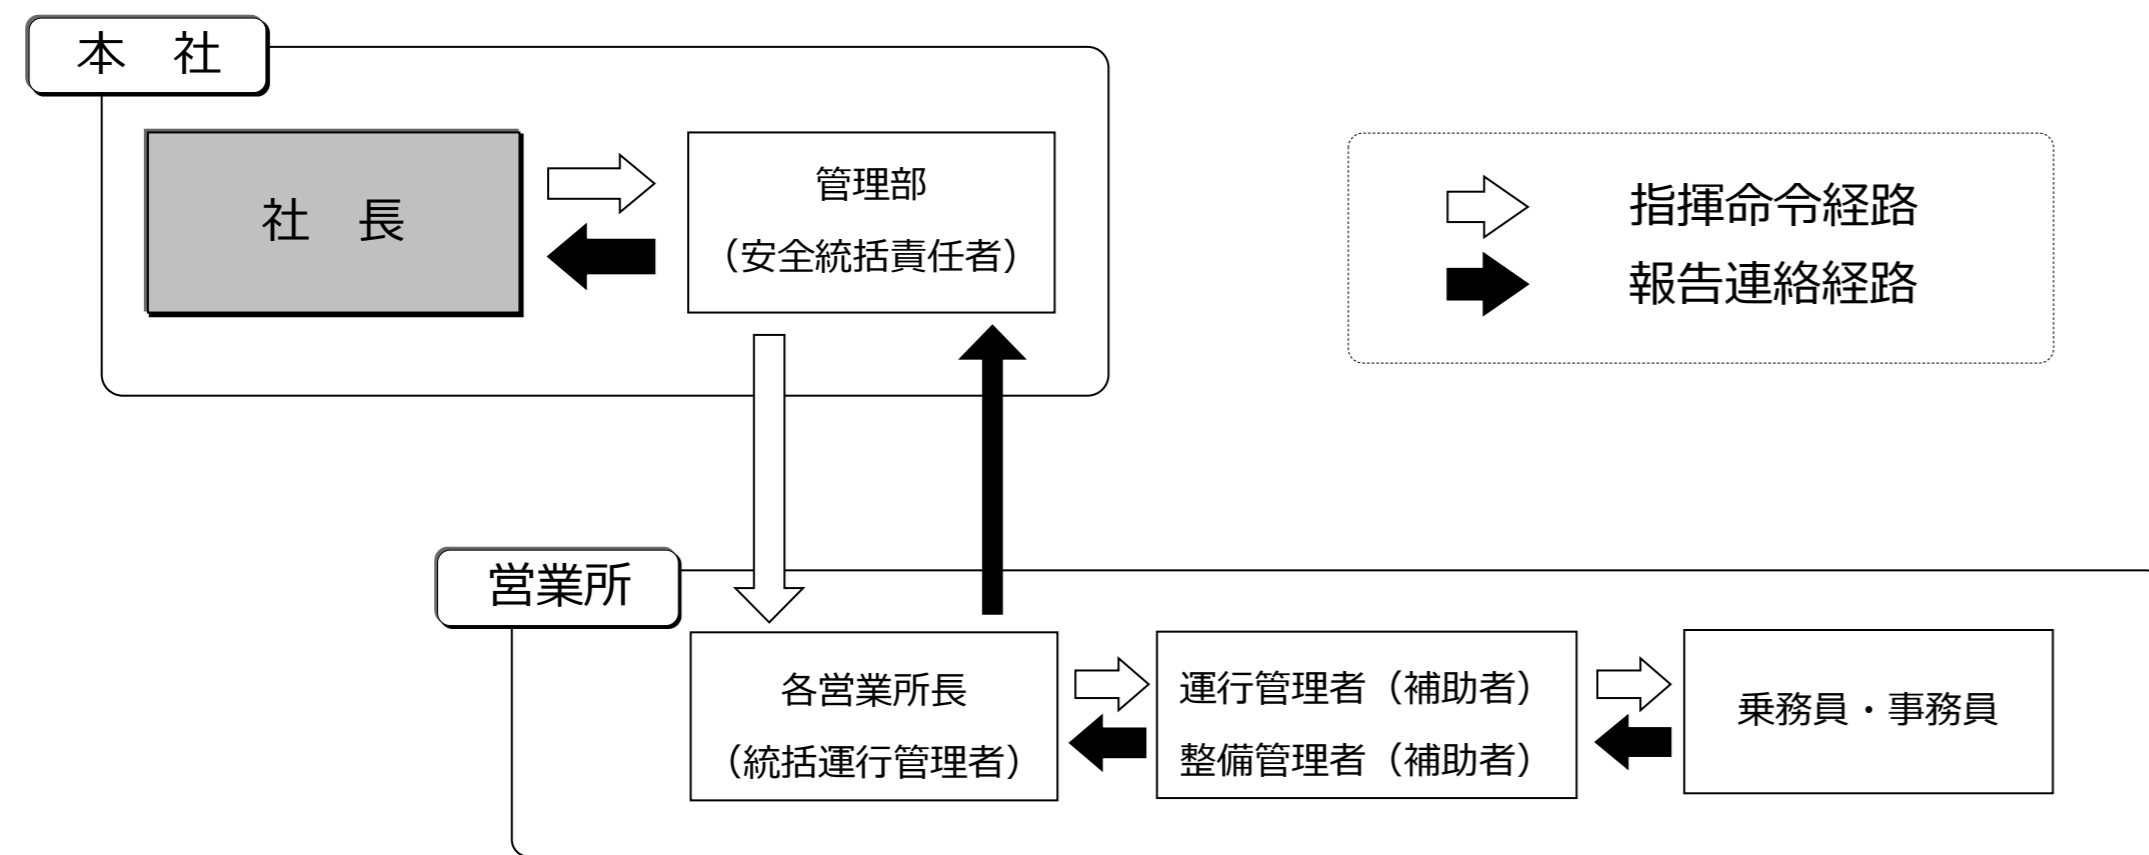 本　社
社　長
管理部
（安全統括責任者）
指揮命令経路
報告連絡経路
営業所
各営業所長
（統括運行管理者）
運行管理者（補助者）
整備管理者（補助者）
乗務員・事務員